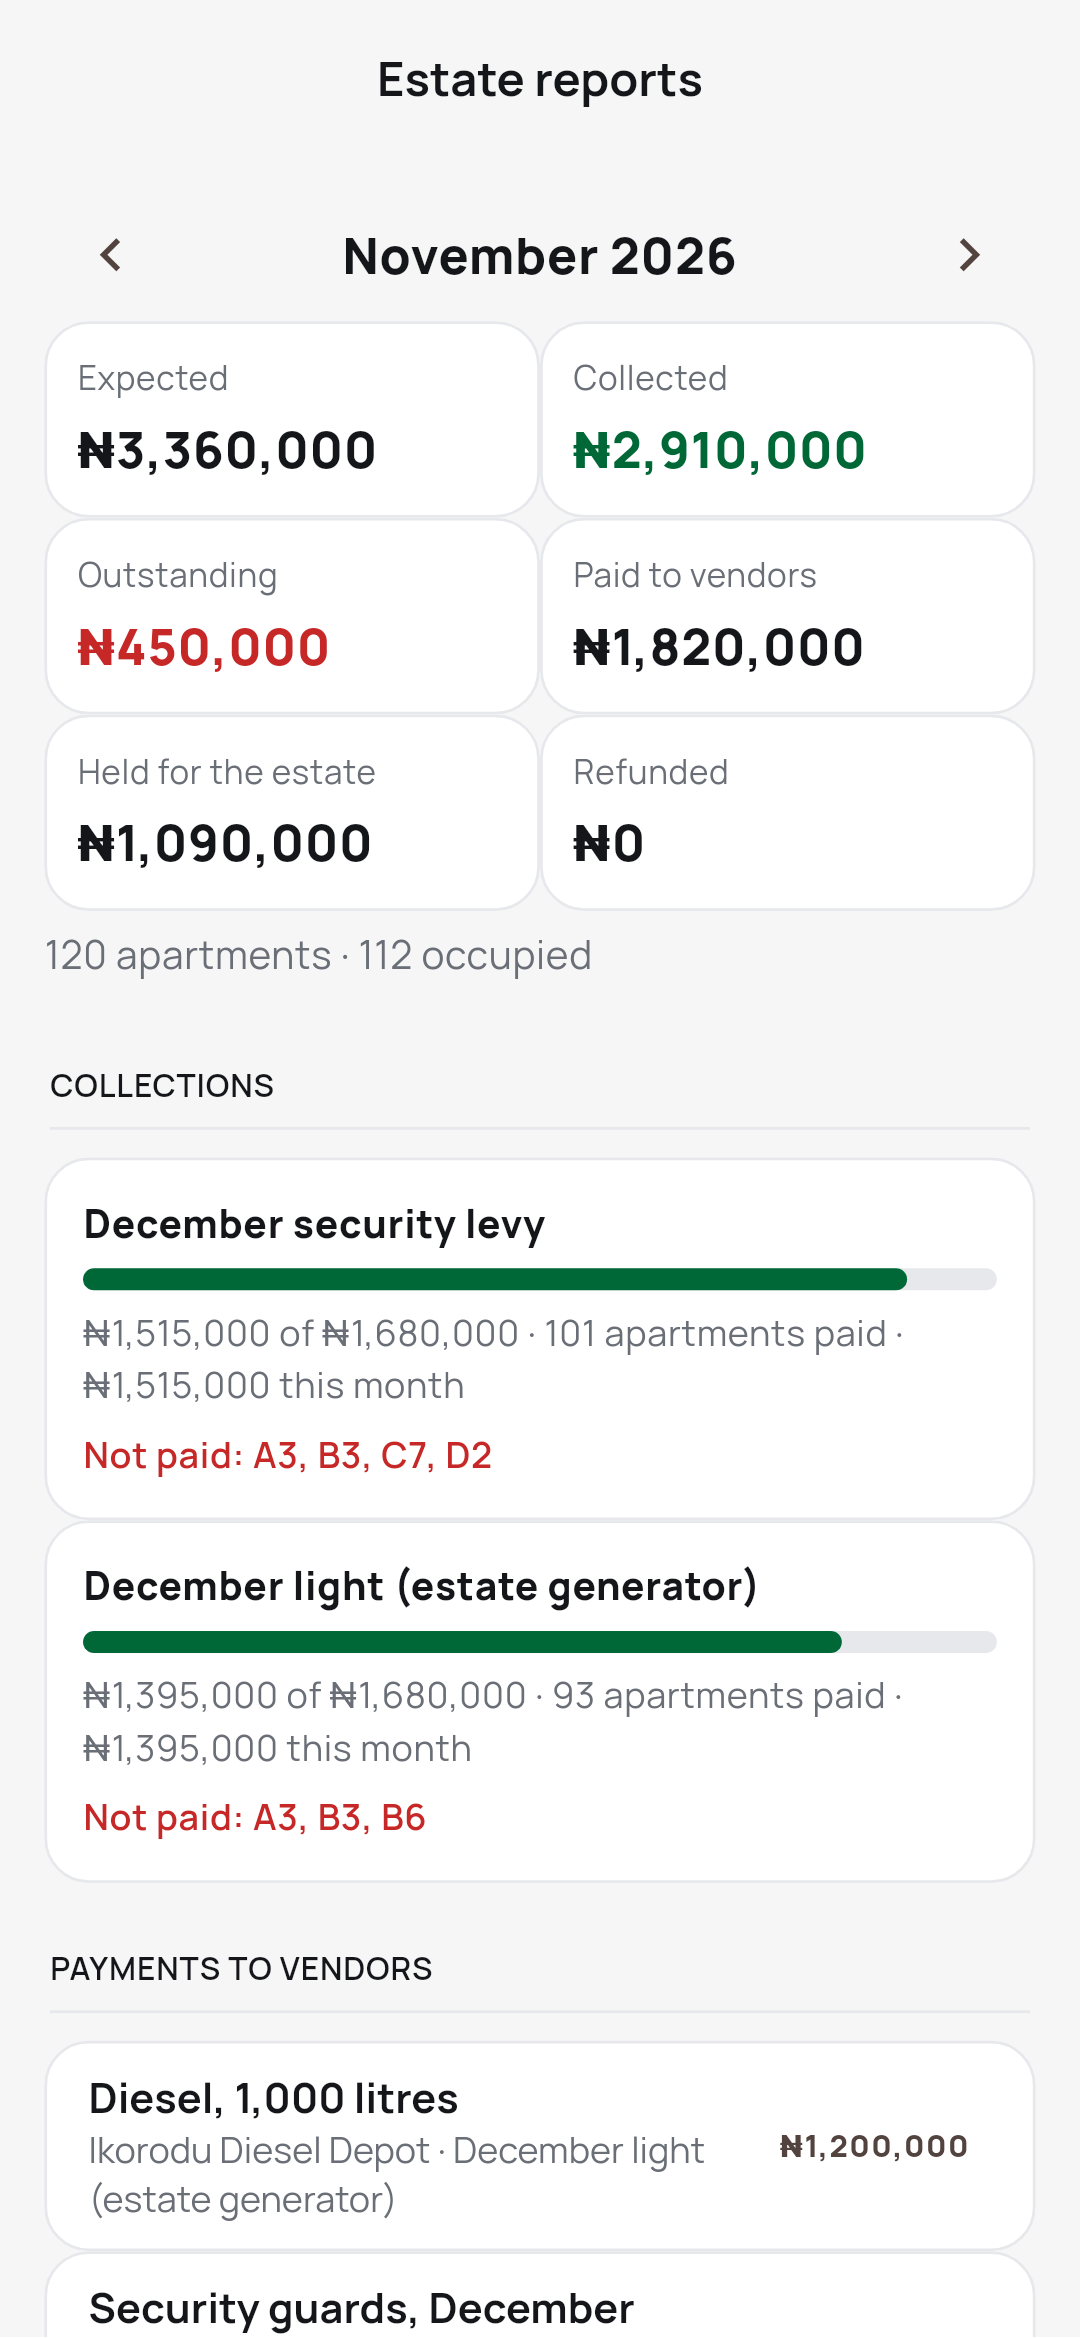 Estate reports
November 2026
Expected
₦3,360,000
Collected
₦2,910,000
Outstanding
₦450,000
Paid to vendors
₦1,820,000
Held for the estate
₦1,090,000
Refunded
₦0
120 apartments · 112 occupied
COLLECTIONS
December security levy
₦1,515,000 of ₦1,680,000 · 101 apartments paid ·
₦1,515,000 this month
Not paid: A3, B3, C7, D2
December light (estate generator)
₦1,395,000 of ₦1,680,000 · 93 apartments paid ·
₦1,395,000 this month
Not paid: A3, B3, B6
PAYMENTS TO VENDORS
Diesel, 1,000 litres
Ikorodu Diesel Depot · December light
(estate generator)
₦1,200,000
Security guards, December